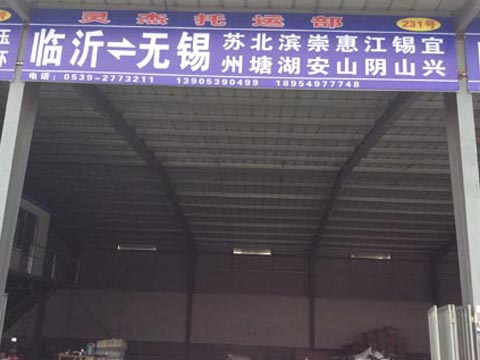 灵杰托运部 231号
临沂⇌无锡 苏北滨崇惠江锡宜
州塘湖安山阴山兴
电话:0539-2773211 13905390499 18954977748